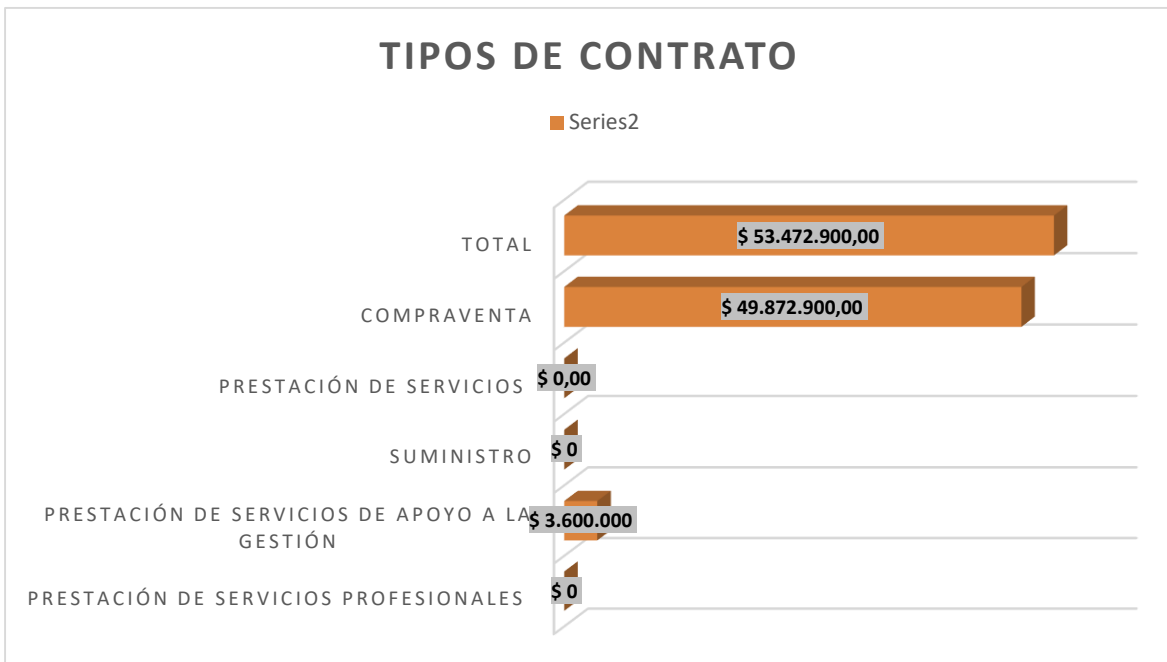 TIPOS DE CONTRATO
Series2
TOTAL
$ 53.472.900,00
COMPRAVENTA
$ 49.872.900,00
PRESTACIÓN DE SERVICIOS
$ 0,00
SUMINISTRO
$ 0
PRESTACIÓN DE SERVICIOS DE APOYO A LA
GESTIÓN
$ 3.600.000
PRESTACIÓN DE SERVICIOS PROFESIONALES
$ 0